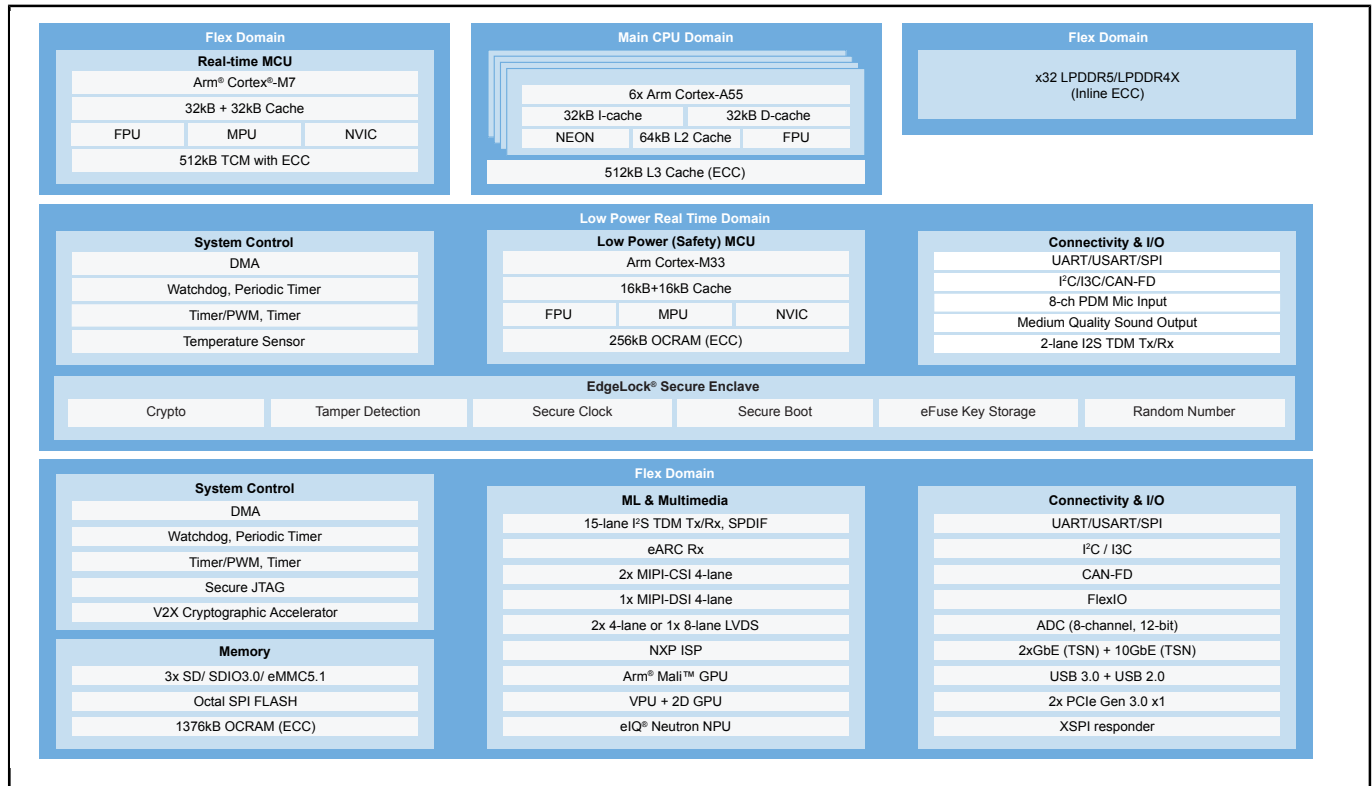 Flex Domain
Real-time MCU
Arm® Cortex®-M7
32kB + 32kB Cache
FPU
MPU
NVIC
512kB TCM with ECC
Main CPU Domain
6x Arm Cortex-A55
32kB I-cache
32kB D-cache
NEON
64kB L2 Cache
FPU
512kB L3 Cache (ECC)
Flex Domain
x32 LPDDR5/LPDDR4X
(Inline ECC)
Low Power Real Time Domain
System Control
DMA
Watchdog, Periodic Timer
Timer/PWM, Timer
Temperature Sensor
Low Power (Safety) MCU
Arm Cortex-M33
16kB+16kB Cache
FPU
MPU
NVIC
256kB OCRAM (ECC)
Connectivity & I/O
UART/USART/SPI
I²C/I3C/CAN-FD
8-ch PDM Mic Input
Medium Quality Sound Output
2-lane I2S TDM Tx/Rx
EdgeLock® Secure Enclave
Crypto
Tamper Detection
Secure Clock
Secure Boot
eFuse Key Storage
Random Number
Flex Domain
System Control
DMA
Watchdog, Periodic Timer
Timer/PWM, Timer
Secure JTAG
V2X Cryptographic Accelerator
Memory
3x SD/ SDIO3.0/ eMMC5.1
Octal SPI FLASH
1376kB OCRAM (ECC)
ML & Multimedia
15-lane I²S TDM Tx/Rx, SPDIF
eARC Rx
2x MIPI-CSI 4-lane
1x MIPI-DSI 4-lane
2x 4-lane or 1x 8-lane LVDS
NXP ISP
Arm® Mali™ GPU
VPU + 2D GPU
eIQ® Neutron NPU
Connectivity & I/O
UART/USART/SPI
I²C / I3C
CAN-FD
FlexIO
ADC (8-channel, 12-bit)
2xGbE (TSN) + 10GbE (TSN)
USB 3.0 + USB 2.0
2x PCIe Gen 3.0 x1
XSPI responder